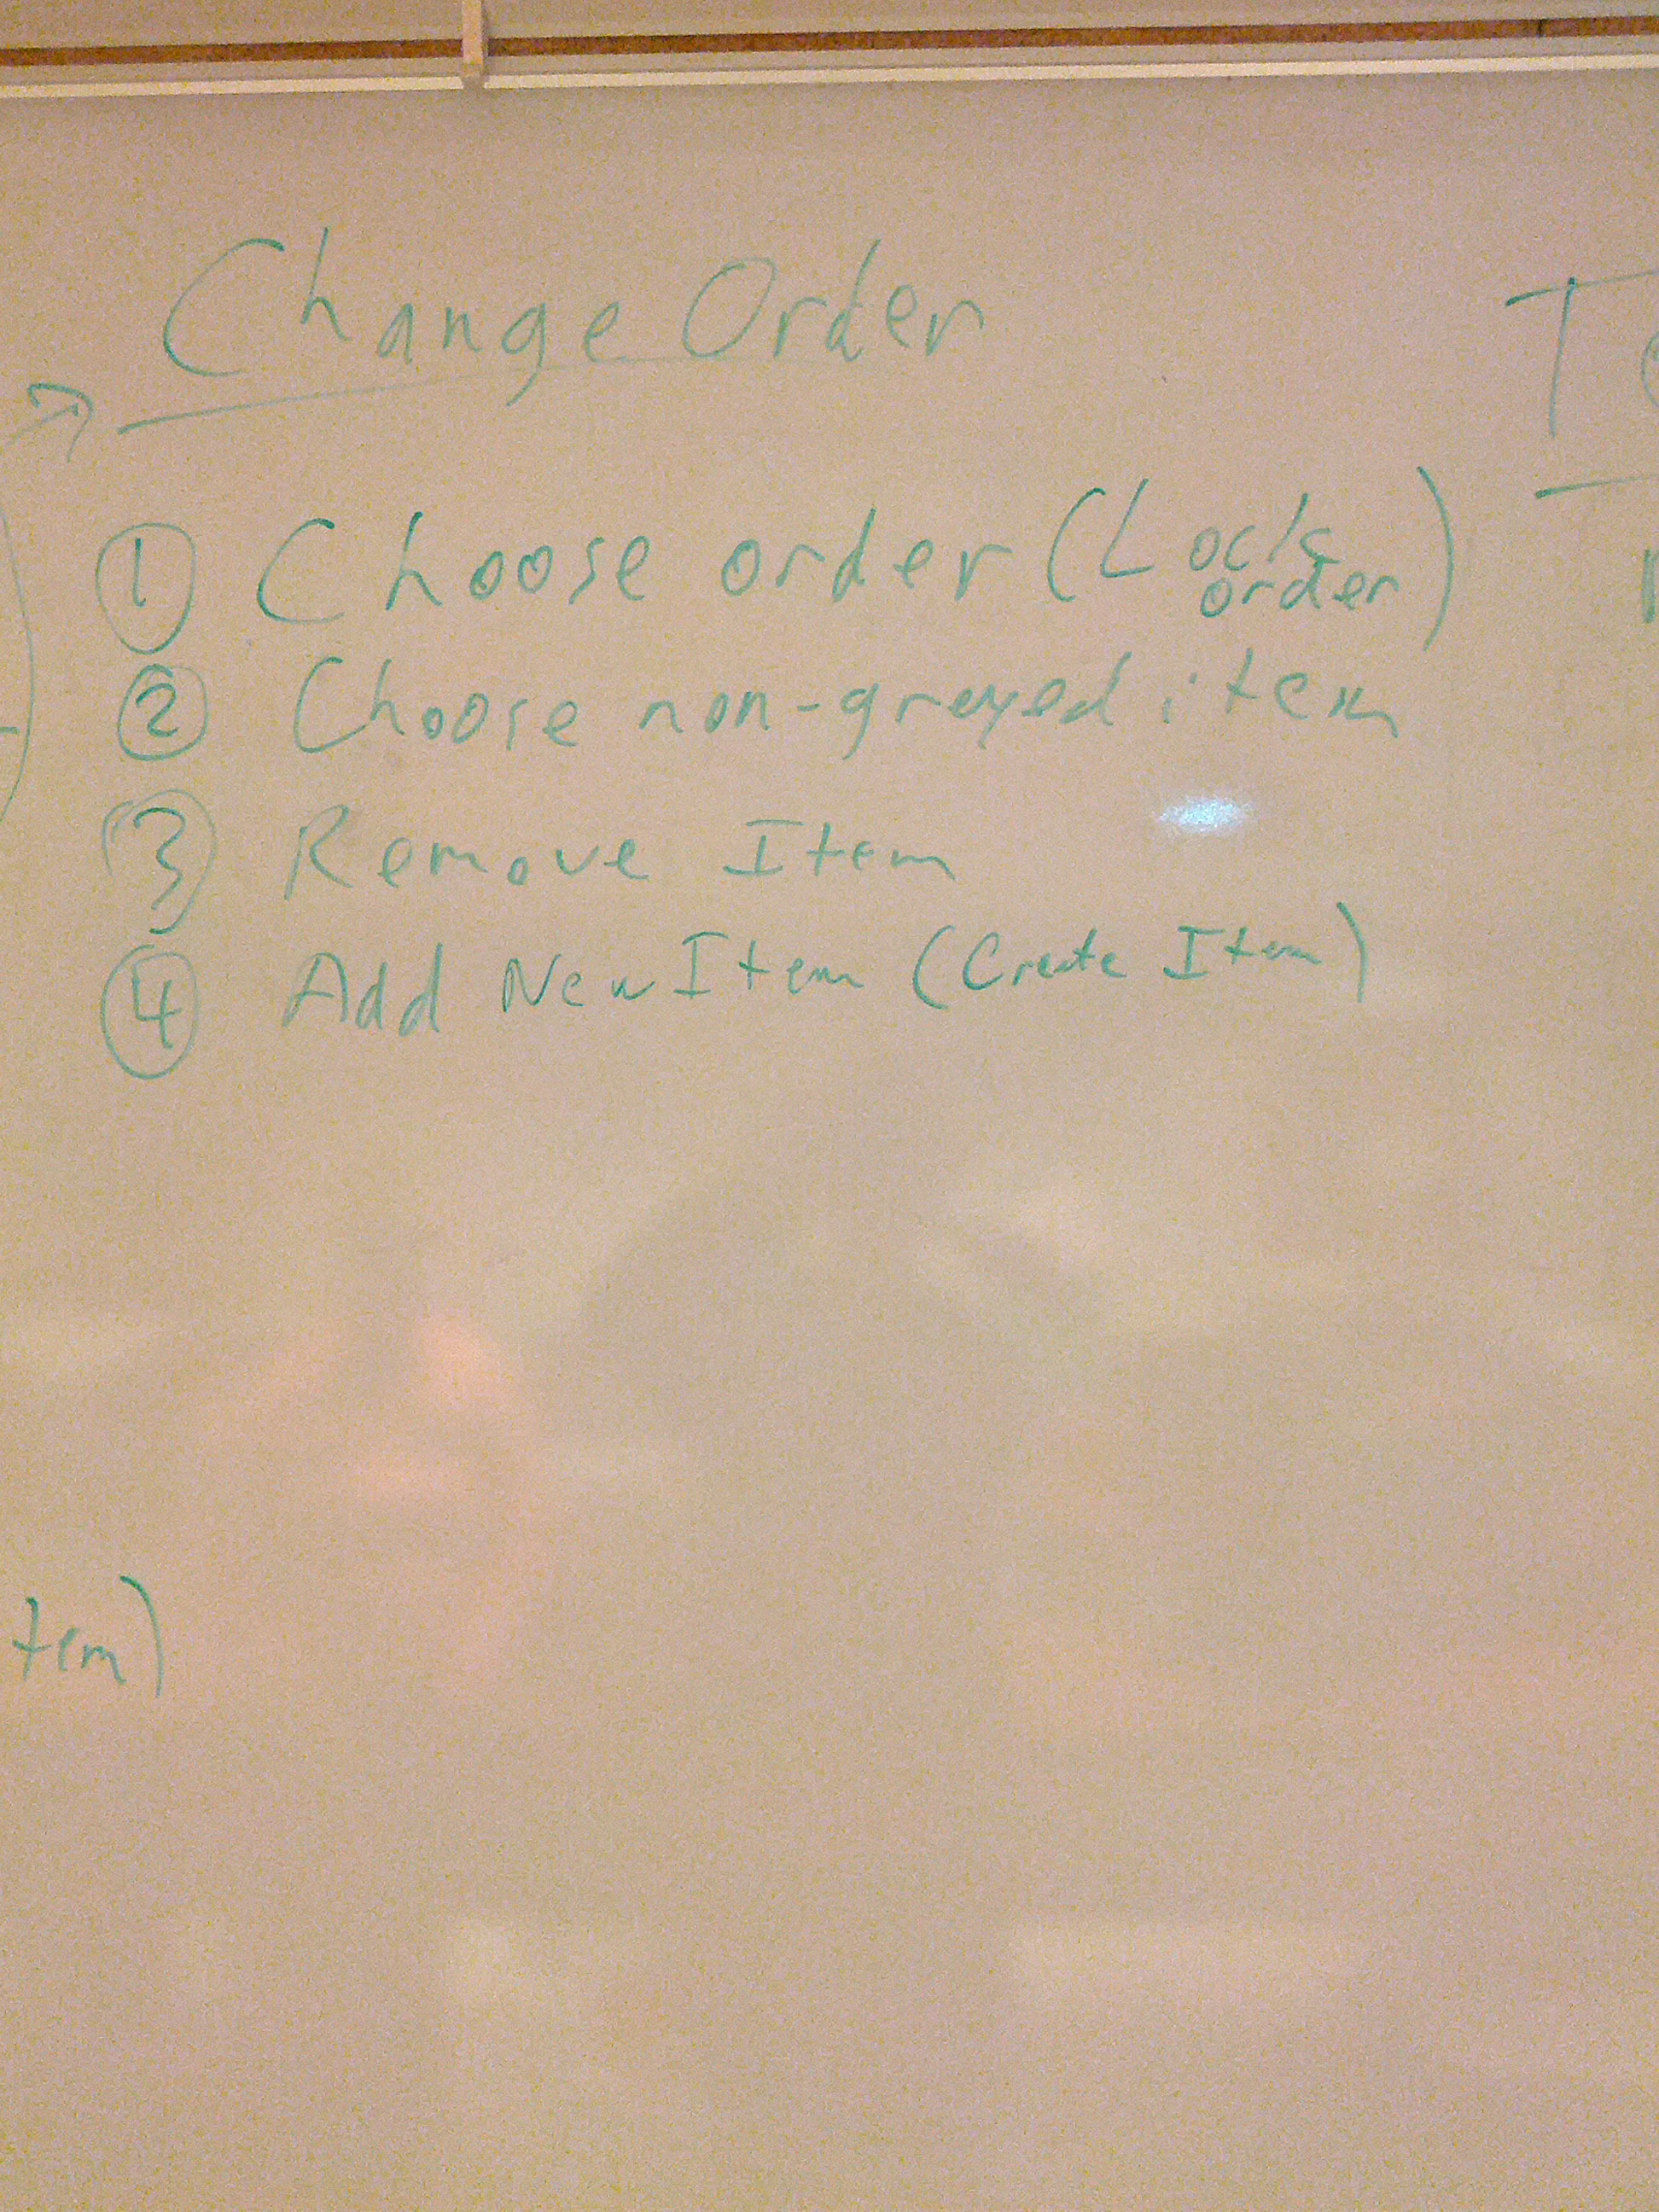 Change Order
① Choose order (Lock
order)
② Choose non-greyed item
③ Remove Item
④ Add New Item (Create Item)
tem)